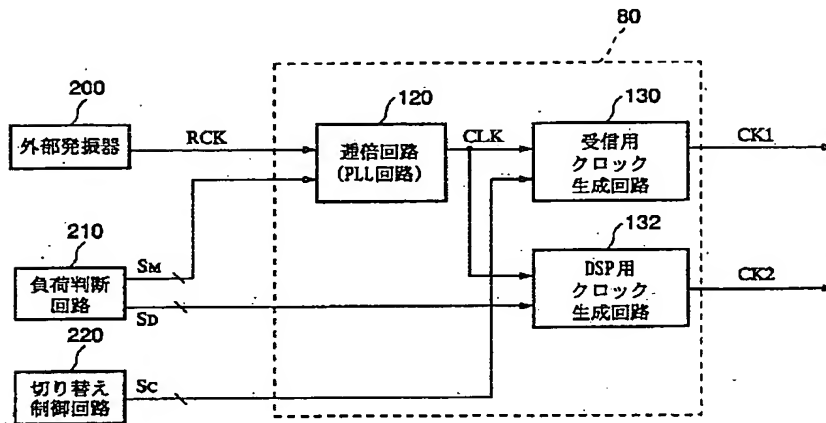 80
200
120
130
外部発振器
RCK
逓倍回路
(PLL回路)
CLK
受信用
クロック
生成回路
CK1
210
132
負荷判断
回路
SM
SD
DSP用
クロック
生成回路
CK2
220
切り替え
制御回路
SC